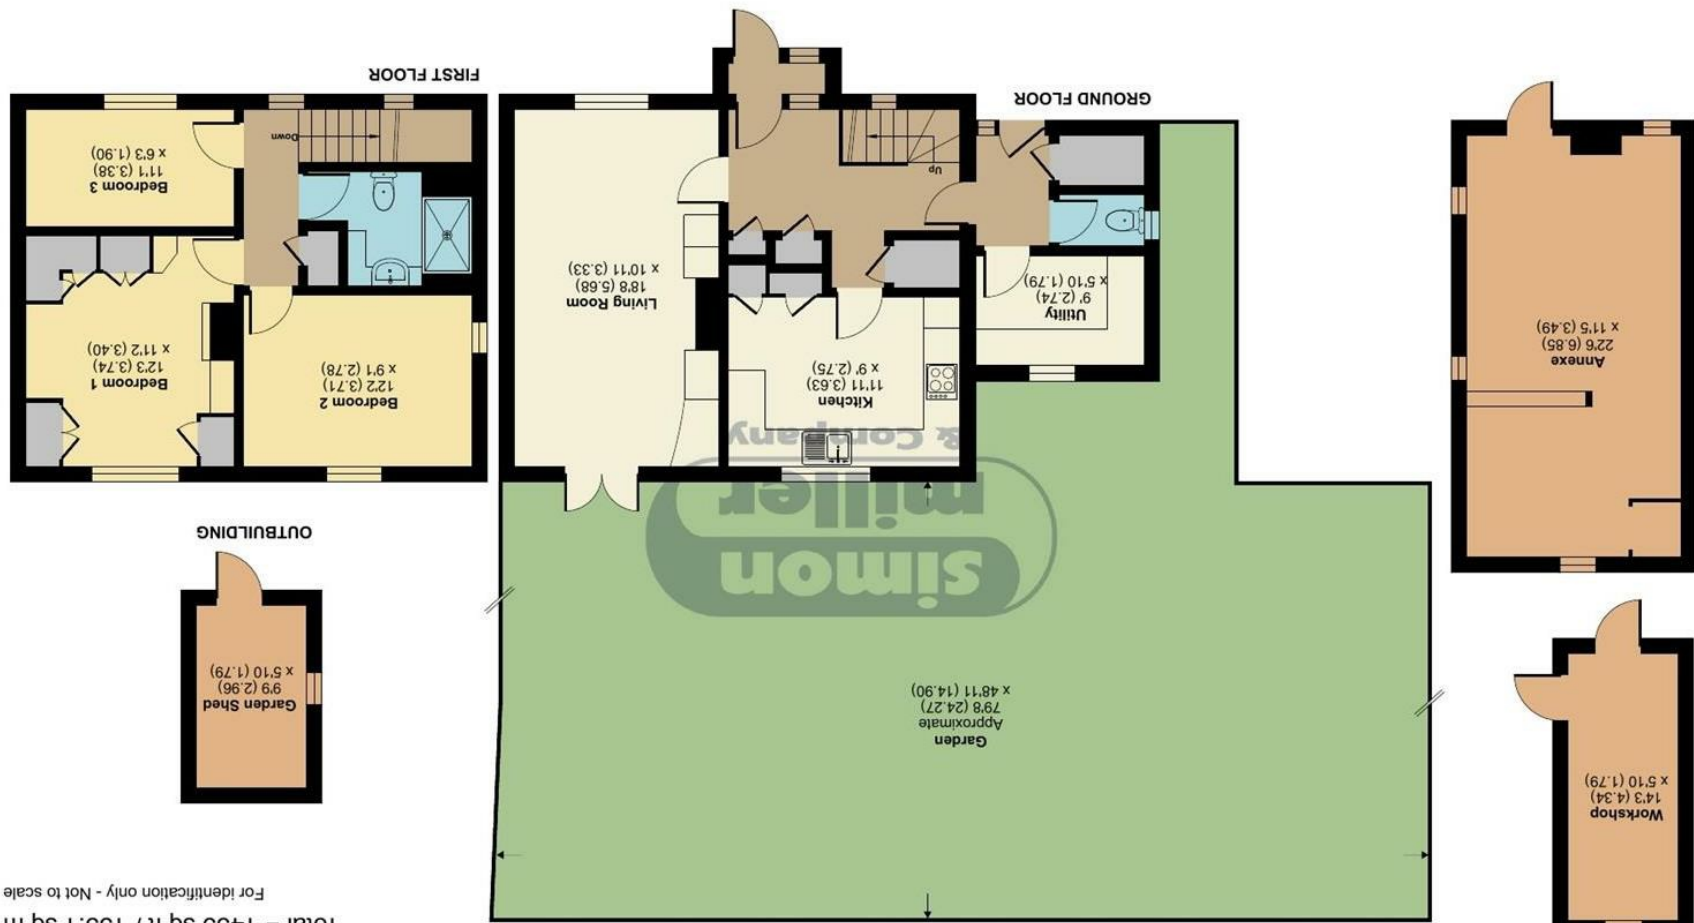 Total = sq ft / sq m
For identification only - Not to scale
Workshop
14'3 (4.34)
x 5'10 (1.79)
Garden
Approximate
79'8 (24.27)
x 48'11 (14.90)
Garden Shed
9'9 (2.96)
x 5'10 (1.79)
OUTBUILDING
simon
miller
& Company
Annexe
22'6 (6.85)
x 11'5 (3.49)
Kitchen
11'11 (3.63)
x 9' (2.75)
Utility
9' (2.74)
x 5'10 (1.79)
Living Room
18'8 (5.68)
x 10'11 (3.33)
Up
GROUND FLOOR
Bedroom 2
12'2 (3.71)
x 9'1 (2.78)
Bedroom 1
12'3 (3.74)
x 11'2 (3.40)
Bedroom 3
11'1 (3.38)
x 6'3 (1.90)
Down
FIRST FLOOR